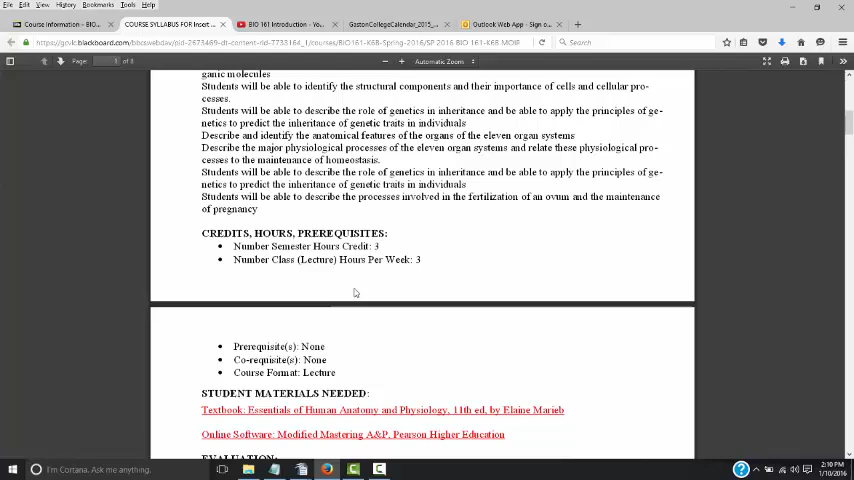 File Edit View History Bookmarks Tools Help
Course Information – BIO...
COURSE SYLLABUS FOR Insert ...
BIO 161 Introduction - You...
GastonCollegeCalendar_2015_...
Outlook Web App - Sign o...
Search
Page: 1 of 8
Automatic Zoom
ganic molecules
Students will be able to identify the structural components and their importance of cells and cellular pro-
cesses.
Students will be able to describe the role of genetics in inheritance and be able to apply the principles of ge-
netics to predict the inheritance of genetic traits in individuals
Describe and identify the anatomical features of the organs of the eleven organ systems
Describe the major physiological processes of the eleven organ systems and relate these physiological pro-
cesses to the maintenance of homeostasis.
Students will be able to describe the role of genetics in inheritance and be able to apply the principles of ge-
netics to predict the inheritance of genetic traits in individuals
Students will be able to describe the processes involved in the fertilization of an ovum and the maintenance
of pregnancy
CREDITS, HOURS, PREREQUISITES:
• Number Semester Hours Credit: 3
• Number Class (Lecture) Hours Per Week: 3
• Prerequisite(s): None
• Co-requisite(s): None
• Course Format: Lecture
STUDENT MATERIALS NEEDED:
Textbook: Essentials of Human Anatomy and Physiology, 11th ed, by Elaine Marieb
Online Software: Modified Mastering A&P, Pearson Higher Education
EVALUATION:
I'm Cortana. Ask me anything.
2:10 PM
1/10/2016